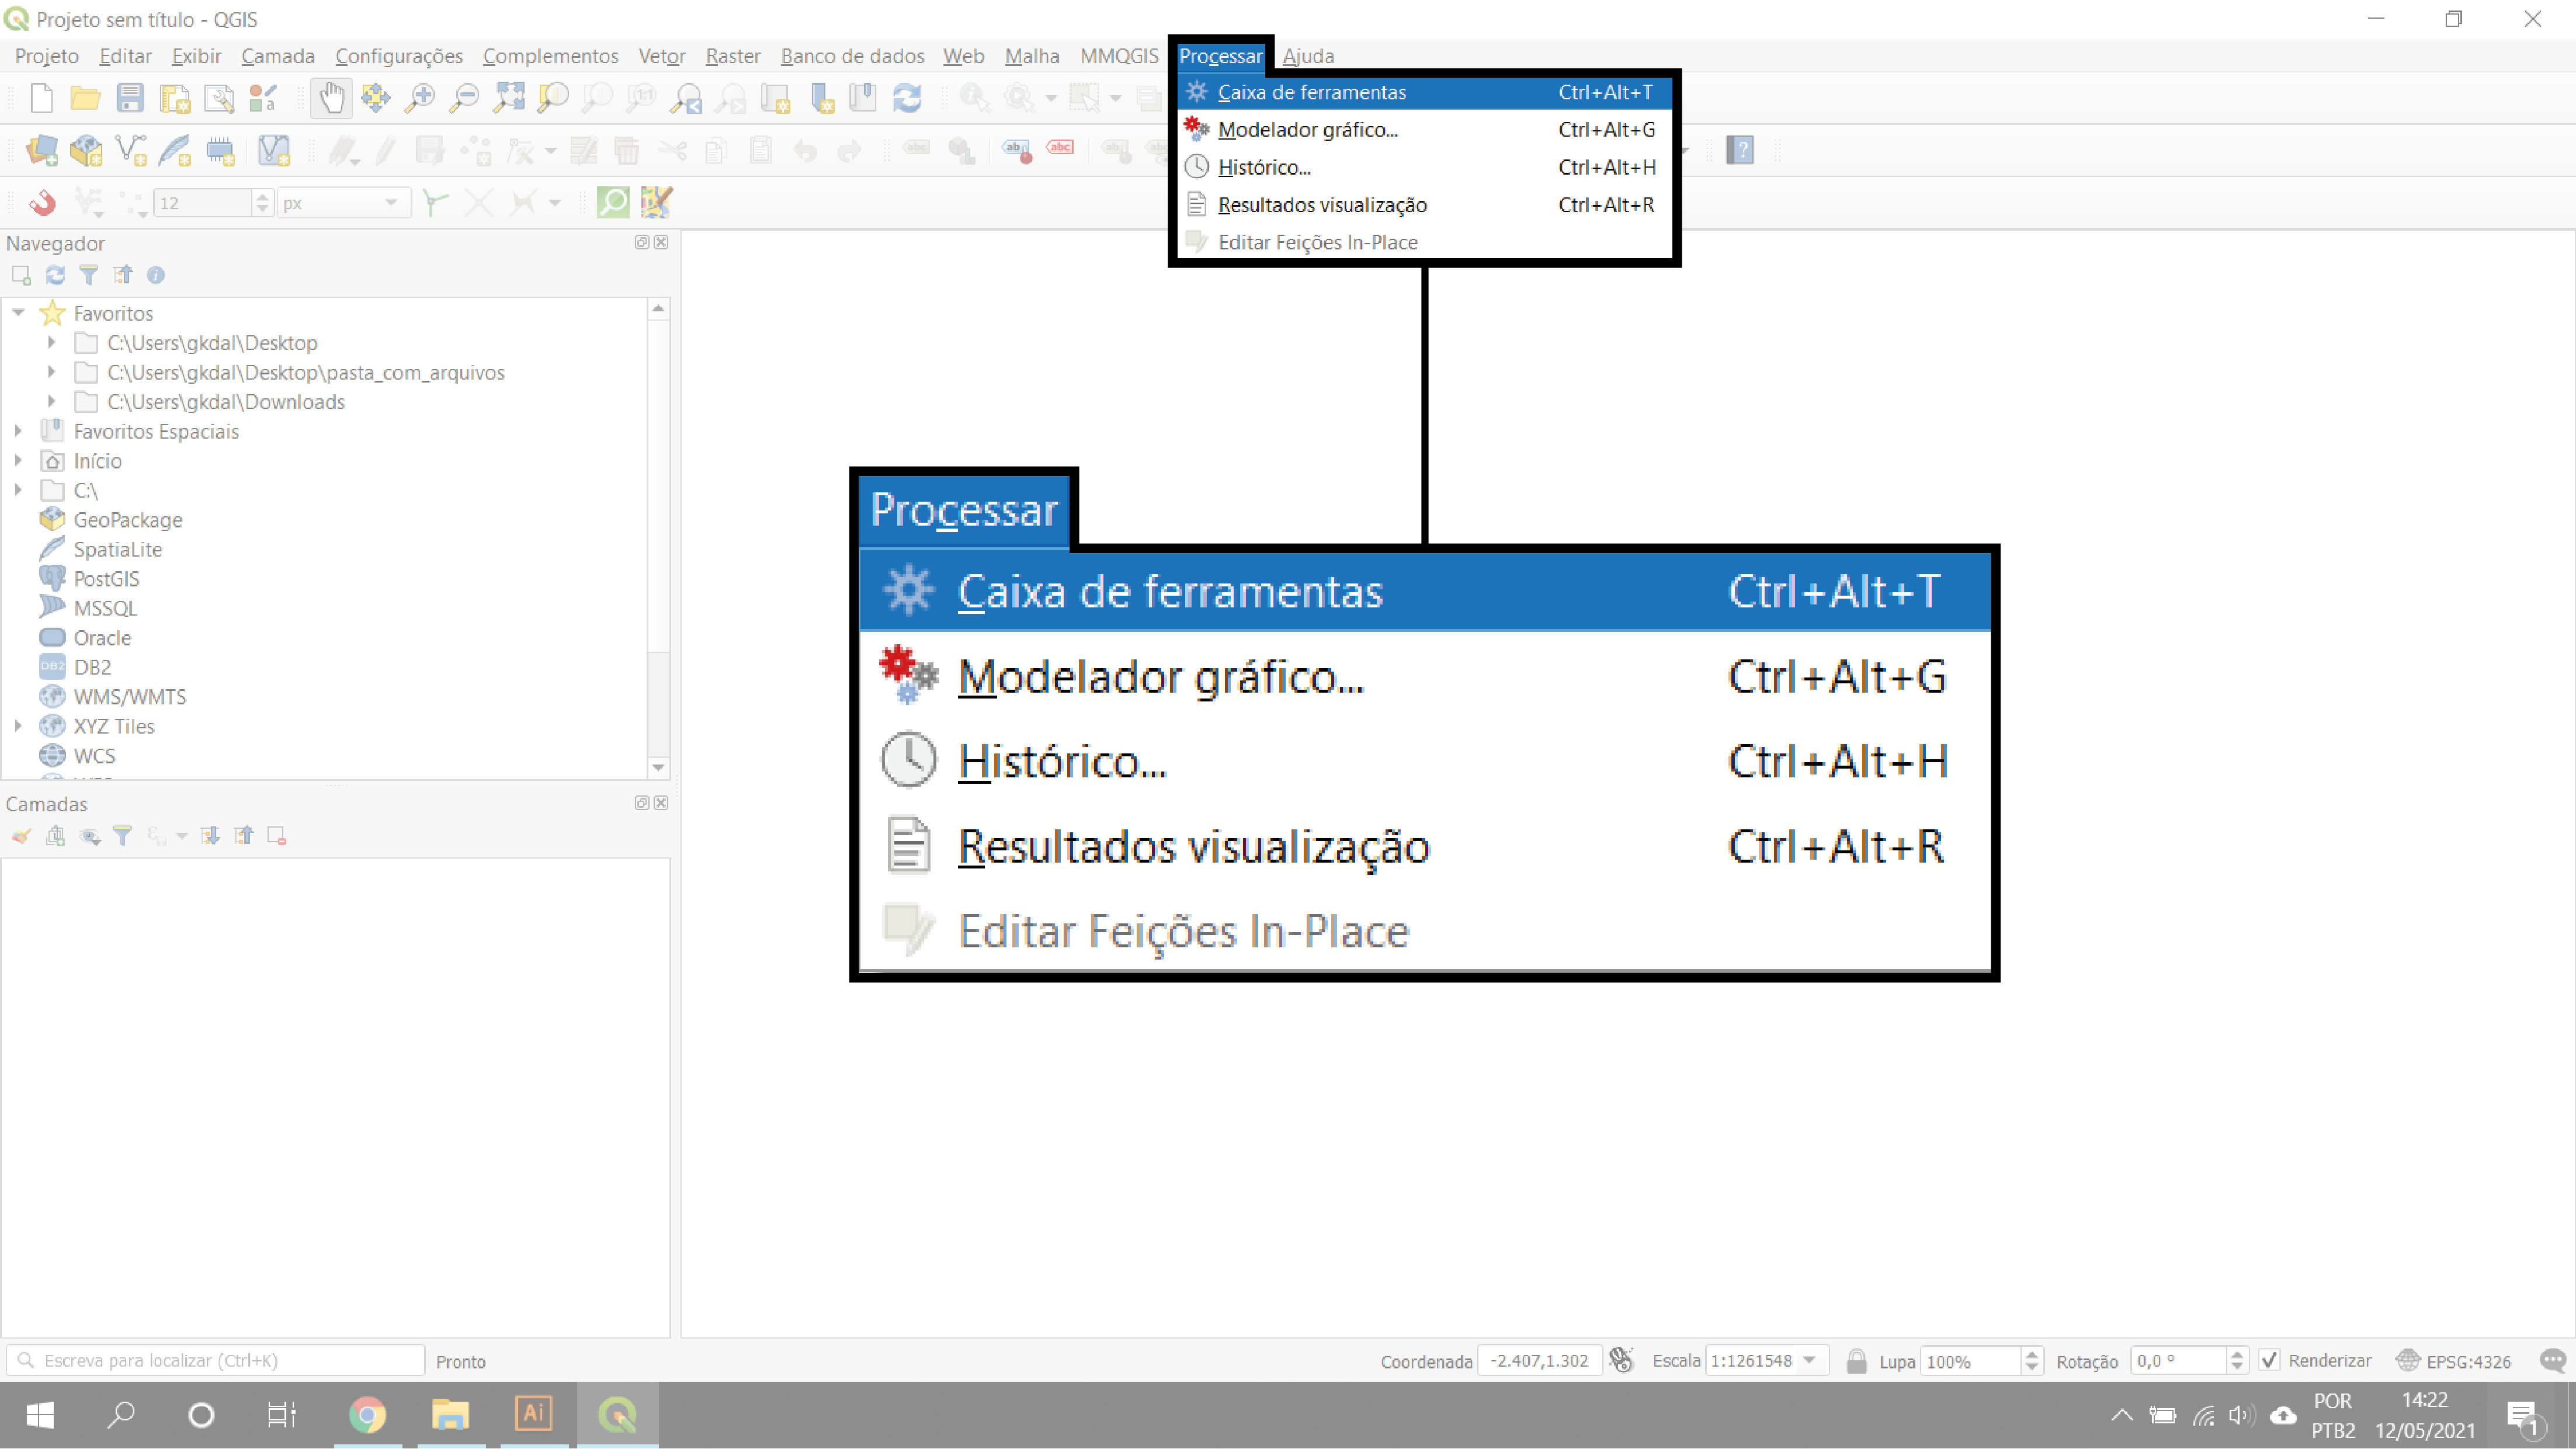 Projeto sem título - QGIS
Projeto Editar Exibir Camada Configurações Complementos Vetor Raster Banco de dados Web Malha MMQGIS Processar Ajuda
Caixa de ferramentas Ctrl+Alt+T
Modelador gráfico... Ctrl+Alt+G
Histórico... Ctrl+Alt+H
Resultados visualização Ctrl+Alt+R
Editar Feições In-Place
12 px
Navegador
Favoritos
C:\Users\gkdal\Desktop
C:\Users\gkdal\Desktop\pasta_com_arquivos
C:\Users\gkdal\Downloads
Favoritos Espaciais
Início
C:\
GeoPackage
SpatiaLite
PostGIS
MSSQL
Oracle
DB2 DB2
WMS/WMTS
XYZ Tiles
WCS
Camadas
Processar
Caixa de ferramentas Ctrl+Alt+T
Modelador gráfico... Ctrl+Alt+G
Histórico... Ctrl+Alt+H
Resultados visualização Ctrl+Alt+R
Editar Feições In-Place
Escreva para localizar (Ctrl+K) Pronto Coordenada -2.407,1.302 Escala 1:1261548 Lupa 100% Rotação 0,0 ° Renderizar EPSG:4326
Ai
POR 14:22
PTB2 12/05/2021 1